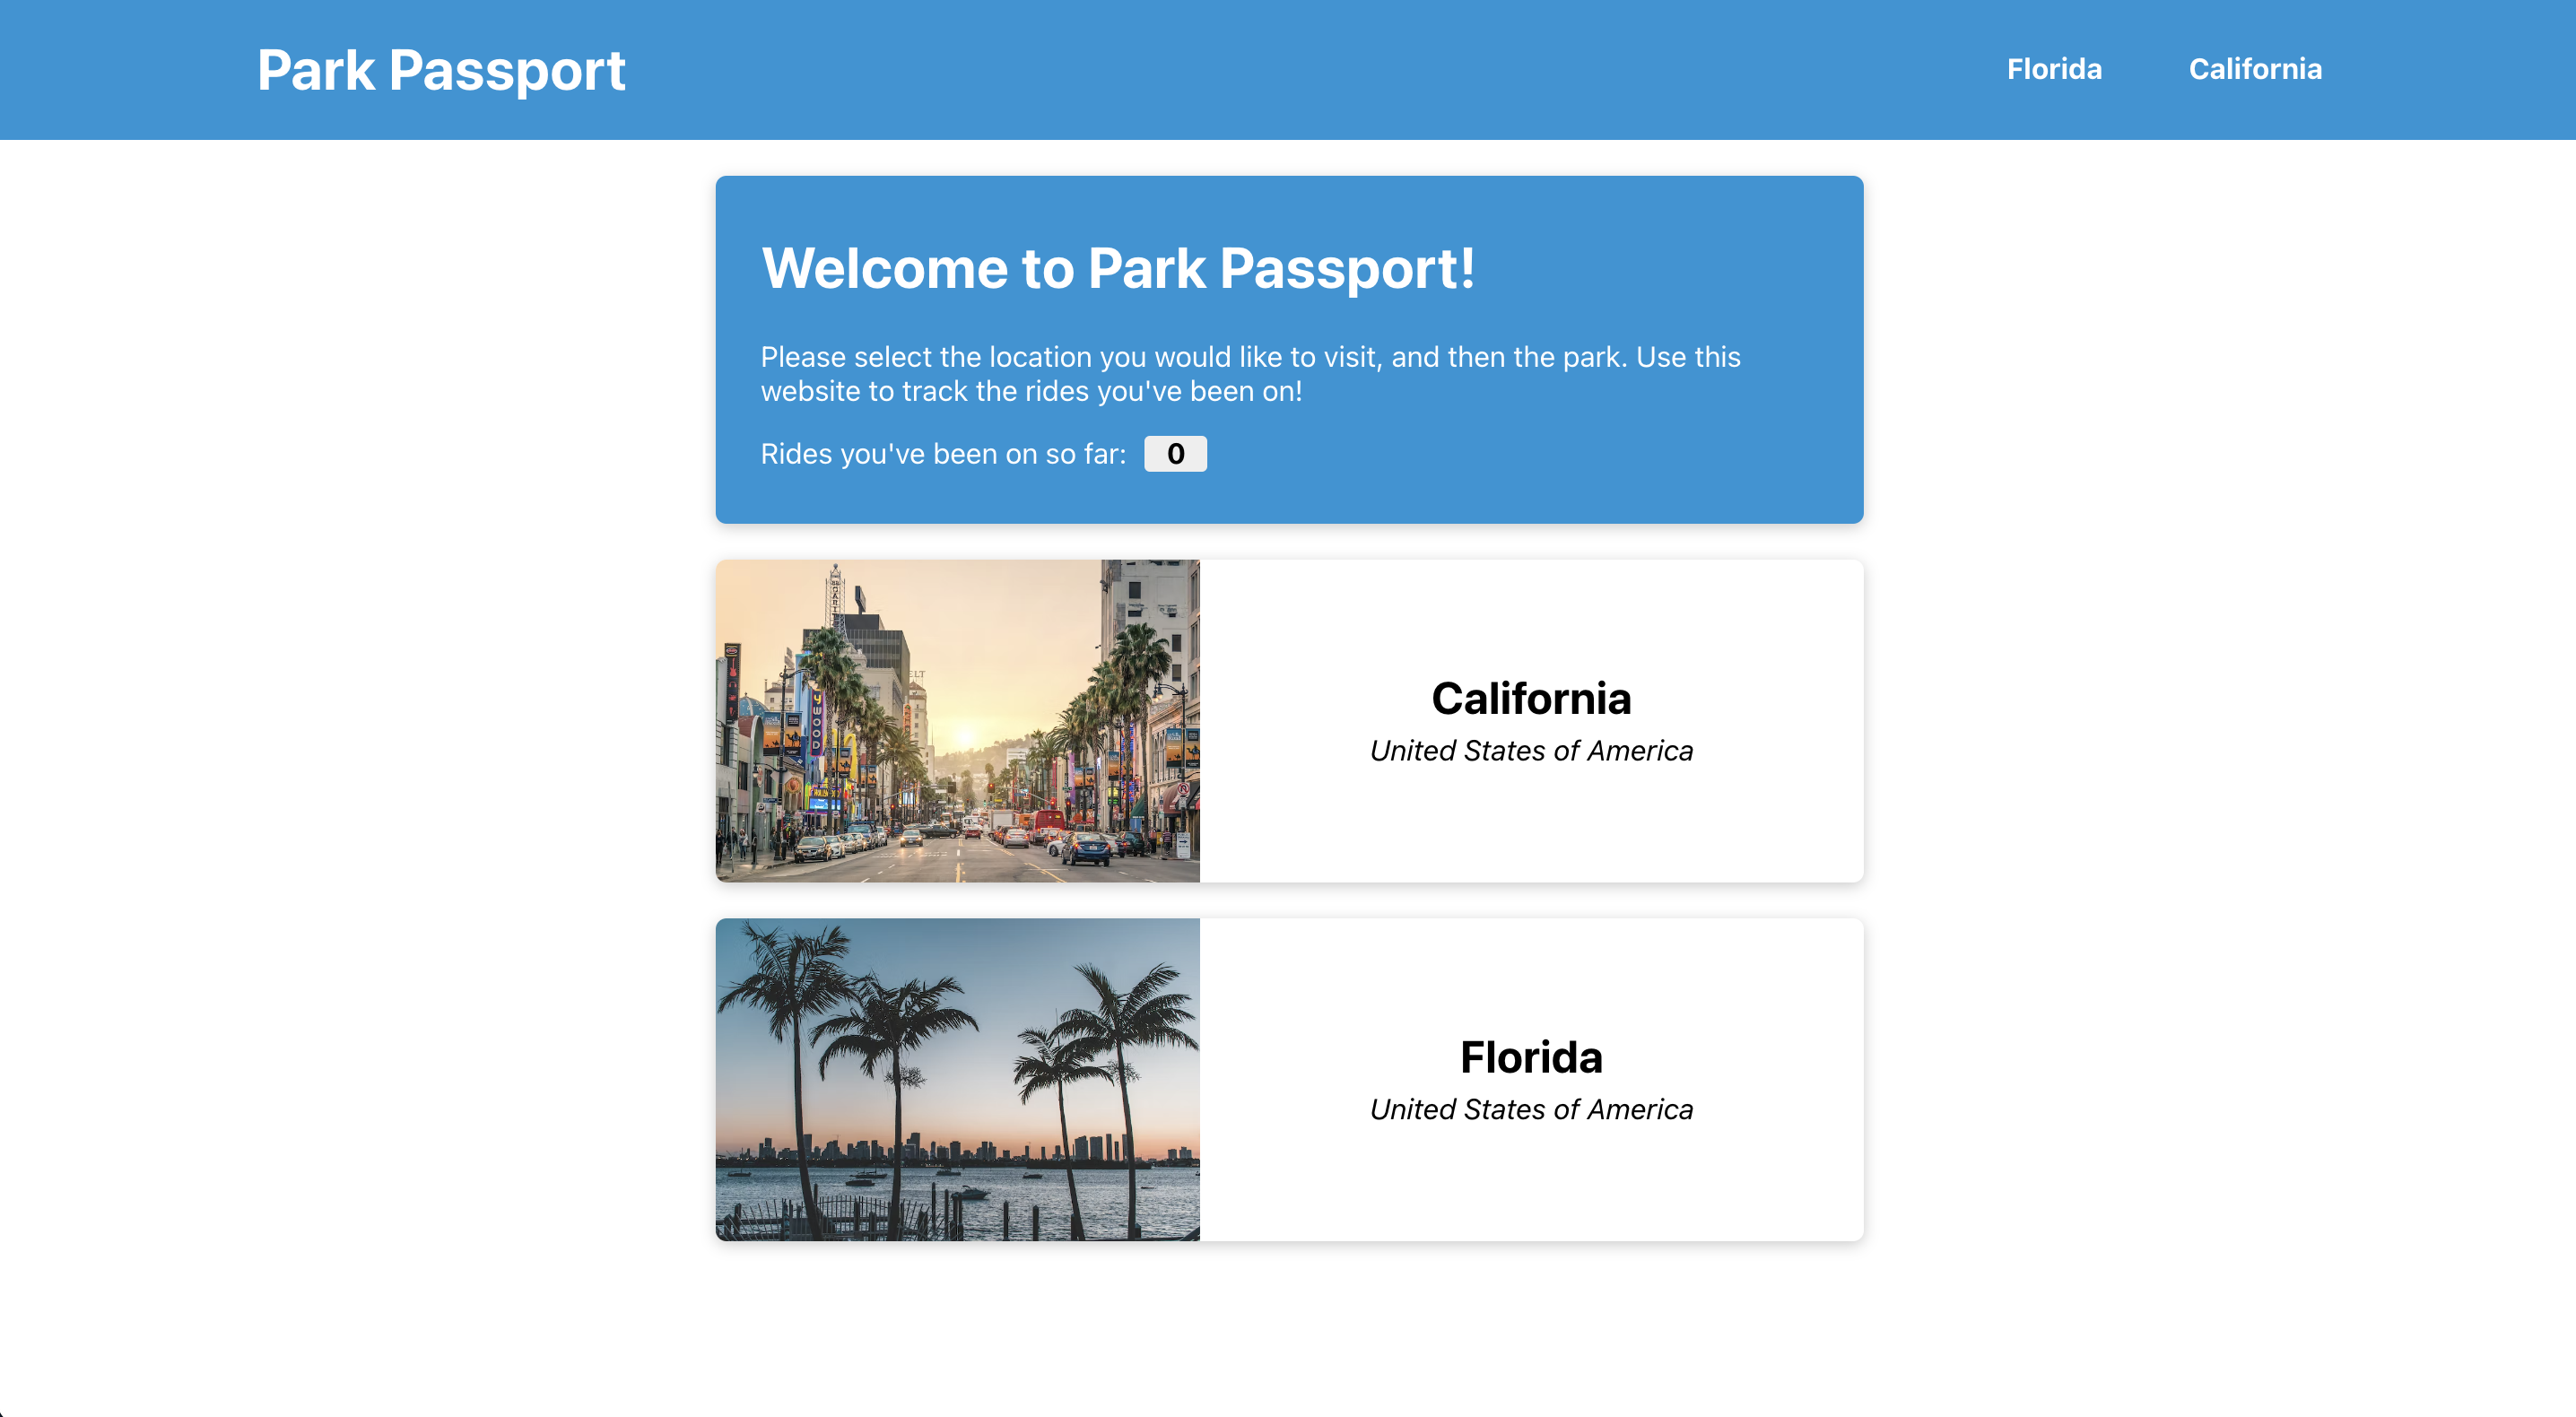 Park Passport
Florida
California
Welcome to Park Passport!
Please select the location you would like to visit, and then the park. Use this
website to track the rides you've been on!
Rides you've been on so far: 0
YWOOD
ELT
California
United States of America
Florida
United States of America